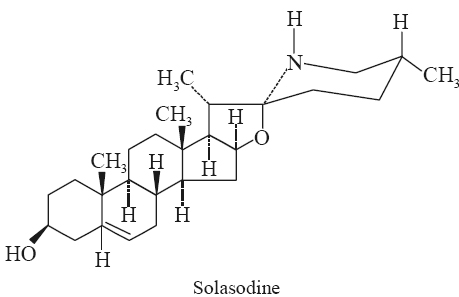 H H
N
H₃C CH₃
CH₃ H
O
CH₃ H H
H H
HO
H
Solasodine